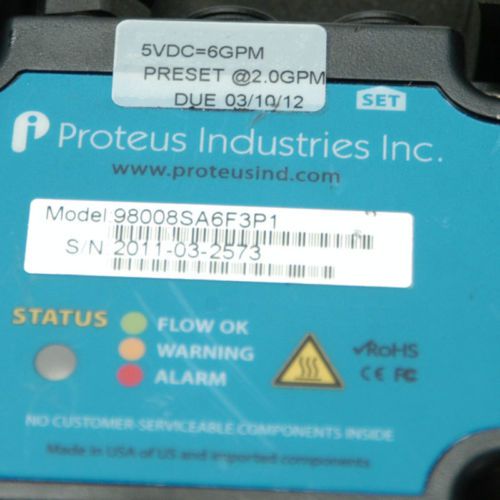 5VDC=6GPM
PRESET @2.0GPM
DUE 03/10/12
SET
Proteus Industries Inc.
www.proteusind.com
Model:98008SA6F3P1
S/N 2011-03-2573
STATUS
FLOW OK
WARNING
ALARM
RoHS
CE FC
NO CUSTOMER-SERVICEABLE COMPONENTS INSIDE
Made in USA of US and imported components